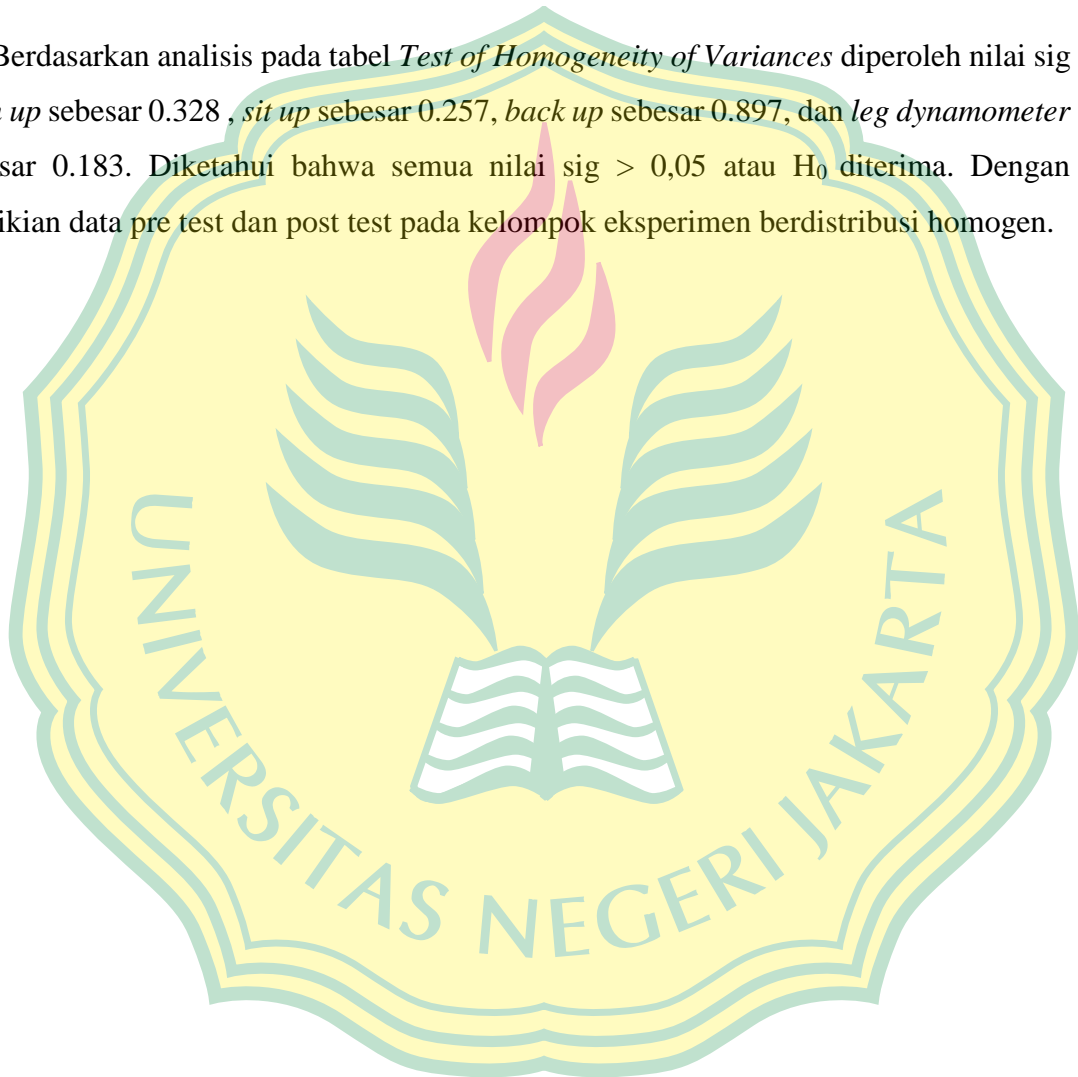 Berdasarkan analisis pada tabel Test of Homogeneity of Variances diperoleh nilai sig
up sebesar 0.328 , sit up sebesar 0.257, back up sebesar 0.897, dan leg dynamometer
sar 0.183. Diketahui bahwa semua nilai sig > 0,05 atau H₀ diterima. Dengan
ikian data pre test dan post test pada kelompok eksperimen berdistribusi homogen.
UNIVERSITAS NEGERI JAKARTA